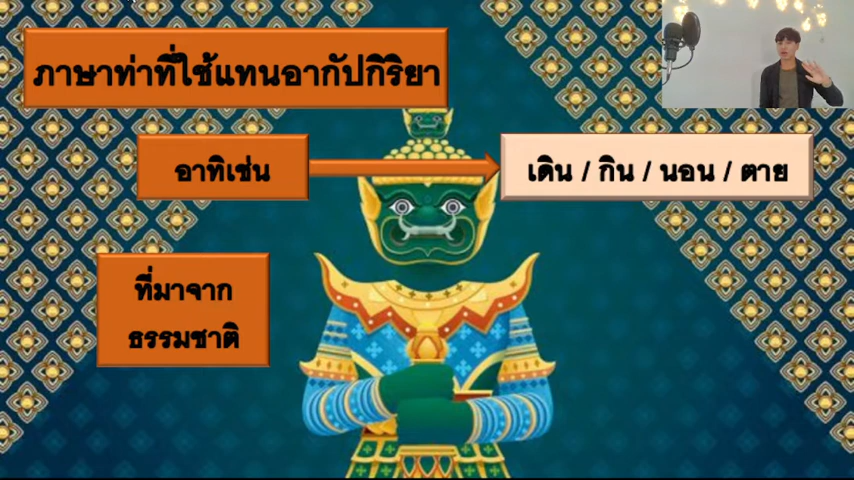 ภาษาท่าที่ใช้แทนอากัปกิริยา
อาทิเช่น
เดิน / กิน / นอน / ตาย
ที่มาจาก
ธรรมชาติ